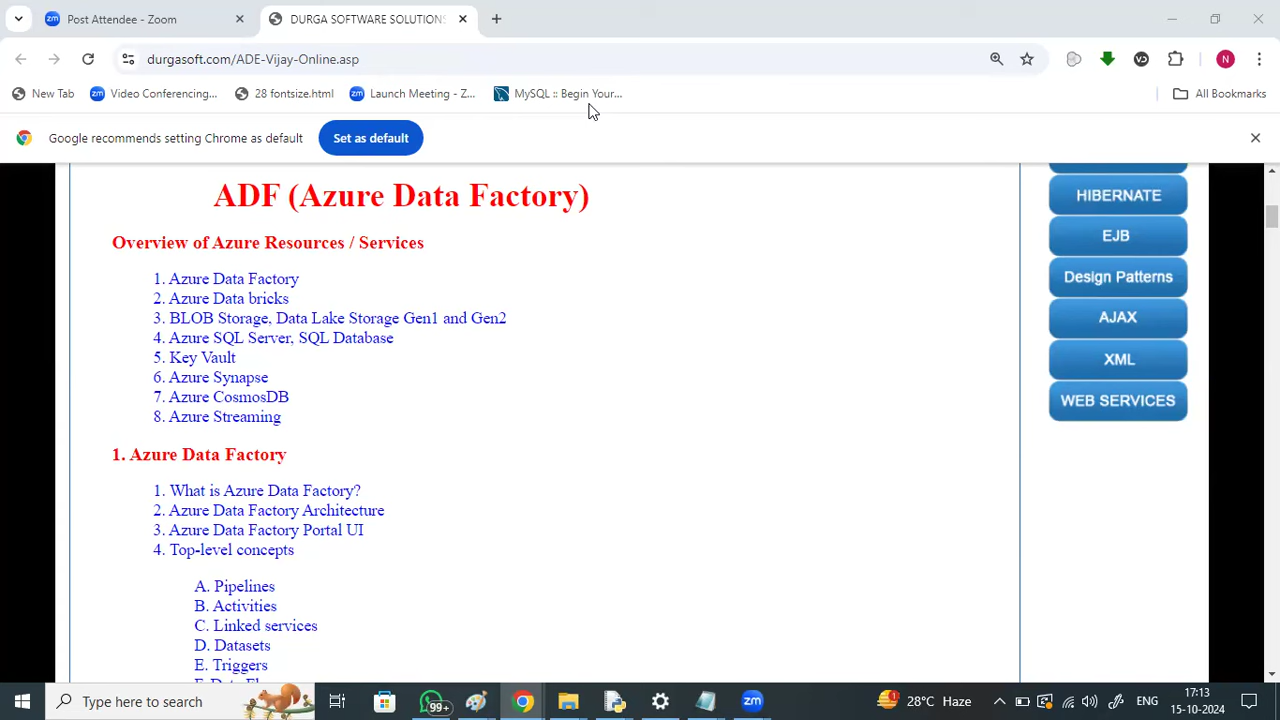 Post Attendee - Zoom
DURGA SOFTWARE SOLUTIONS
durgasoft.com/ADE-Vijay-Online.asp
N
New Tab
Video Conferencing...
28 fontsize.html
Launch Meeting - Z...
MySQL :: Begin Your...
All Bookmarks
Google recommends setting Chrome as default
Set as default
ADF (Azure Data Factory)
Overview of Azure Resources / Services
1. Azure Data Factory
2. Azure Data bricks
3. BLOB Storage, Data Lake Storage Gen1 and Gen2
4. Azure SQL Server, SQL Database
5. Key Vault
6. Azure Synapse
7. Azure CosmosDB
8. Azure Streaming
1. Azure Data Factory
1. What is Azure Data Factory?
2. Azure Data Factory Architecture
3. Azure Data Factory Portal UI
4. Top-level concepts
A. Pipelines
B. Activities
C. Linked services
D. Datasets
E. Triggers
HIBERNATE
EJB
Design Patterns
AJAX
XML
WEB SERVICES
Type here to search
99+
28°C Haze
ENG
17:13
15-10-2024